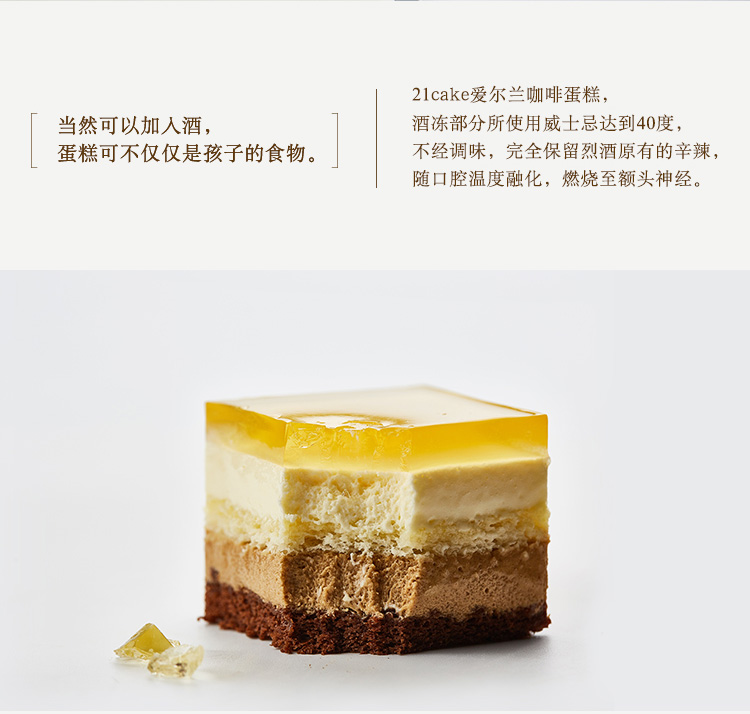 当然可以加入酒，
蛋糕可不仅仅是孩子的食物。
21cake爱尔兰咖啡蛋糕，
酒冻部分所使用威士忌达到40度，
不经调味，完全保留烈酒原有的辛辣，
随口腔温度融化，燃烧至额头神经。